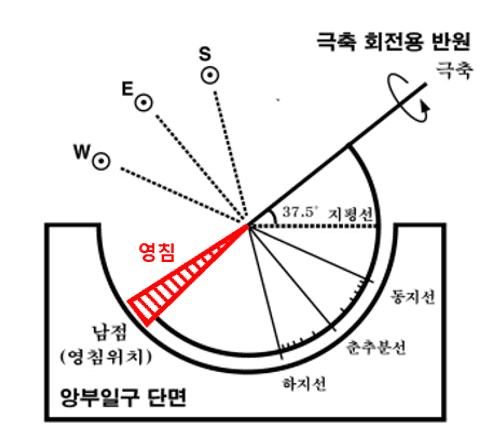 극축 회전용 반원
극축
S
E
W
37.5° 지평선
영침
동지선
남점
(영침위치)
춘추분선
하지선
앙부일구 단면